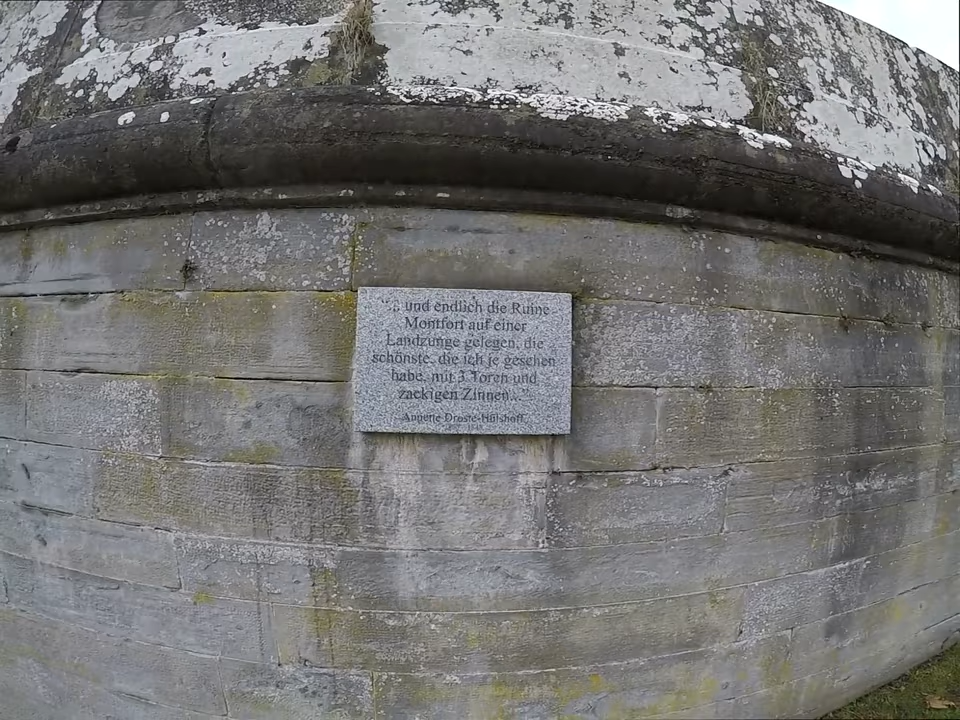 "... und endlich die Ruine
Montfort auf einer
Landzunge gelegen, die
schönste, die ich je gesehen
habe, mit 3 Toren und
zackigen Zinnen..."
Annette Droste-Hülshoff